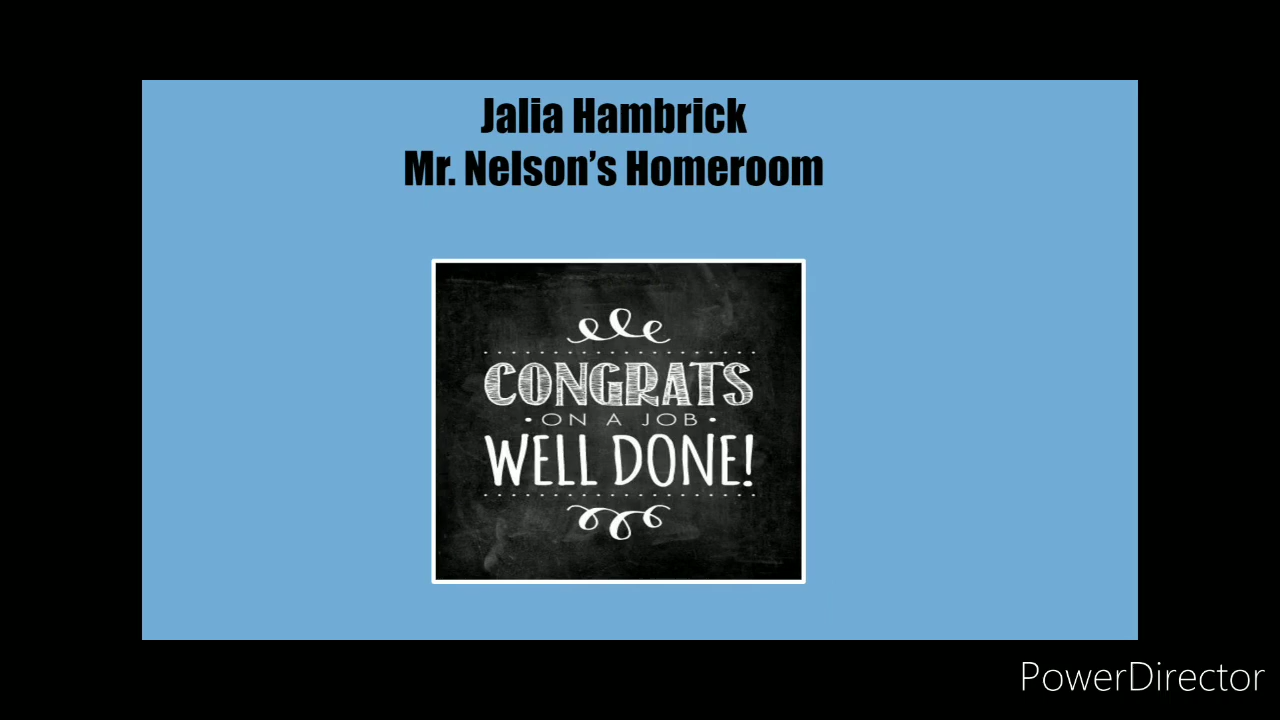 Jalia Hambrick
Mr. Nelson’s Homeroom
CONGRATS
•ON A JOB•
WELL DONE!
PowerDirector